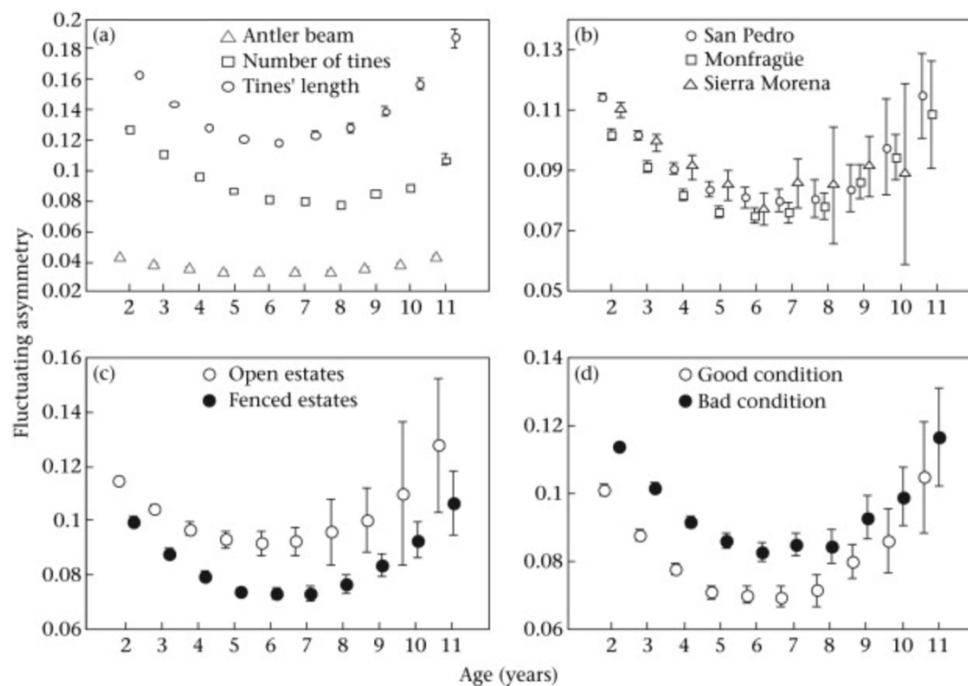 Fluctuating asymmetry
0.2
0.18
0.16
0.14
0.12
0.1
0.08
0.06
0.04
0.02
(a)
Antler beam
Number of tines
Tines' length
2 3 4 5 6 7 8 9 10 11
0.13
0.11
0.09
0.07
0.05
(b)
San Pedro
Monfragüe
Sierra Morena
2 3 4 5 6 7 8 9 10 11
0.16
0.14
0.12
0.1
0.08
0.06
(c)
Open estates
Fenced estates
2 3 4 5 6 7 8 9 10 11
0.14
0.12
0.1
0.08
0.06
(d)
Good condition
Bad condition
2 3 4 5 6 7 8 9 10 11
Age (years)